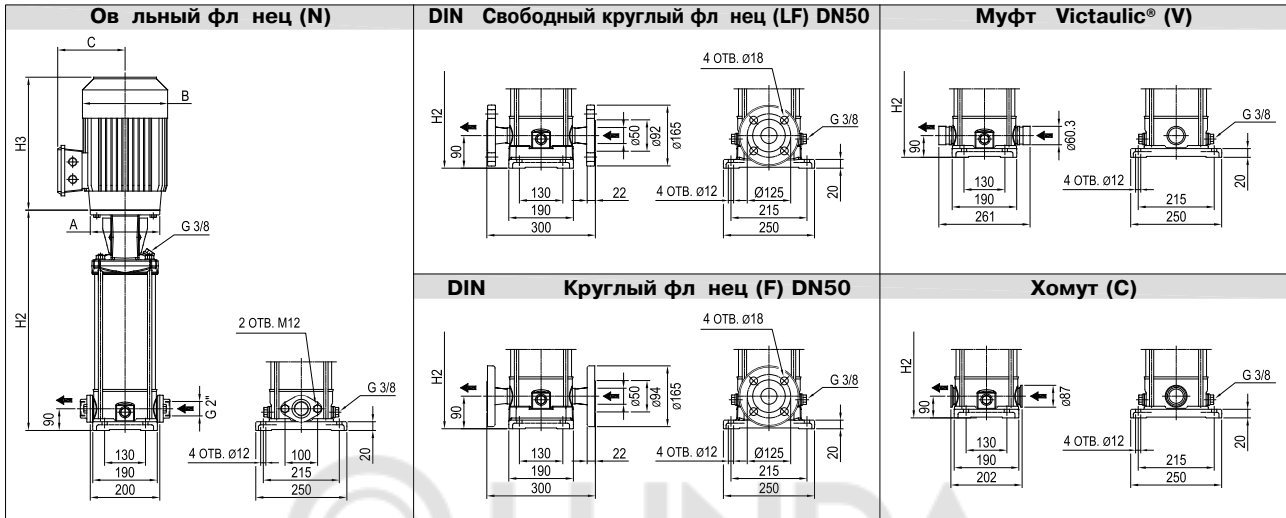 Ов льный фл нец (N)
C
B
H3
A
G 3/8
H2
2 ОТВ. M12
G 3/8
G 2"
90
20
130
190
200
4 ОТВ. Ø12
100
215
250
DIN Свободный круглый фл нец (LF) DN50
4 ОТВ. Ø18
H2
G 3/8
90
ø50
ø92
ø165
20
130
22
190
300
4 ОТВ. Ø12
Ø125
215
250
Муфт Victaulic® (V)
H2
G 3/8
90
ø60.3
20
130
190
261
4 ОТВ. Ø12
215
250
DIN Круглый фл нец (F) DN50
4 ОТВ. Ø18
H2
G 3/8
90
ø50
ø94
ø165
20
130
22
190
300
4 ОТВ. Ø12
Ø125
215
250
Хомут (C)
H2
G 3/8
90
ø87
20
130
190
202
4 ОТВ. Ø12
215
250
LUNDA